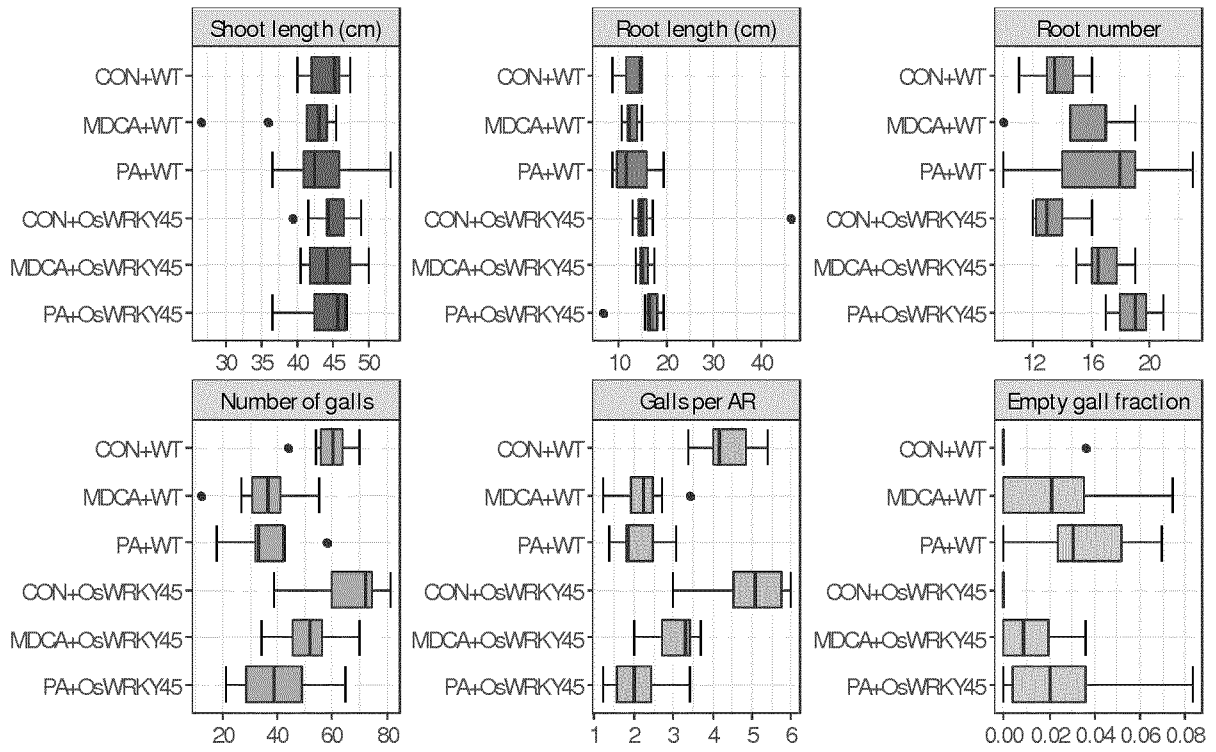 Shoot length (cm)
CON+WT
MDCA+WT
PA+WT
CON+OsWRKY45
MDCA+OsWRKY45
PA+OsWRKY45
30 35 40 45 50
Root length (cm)
CON+WT
MDCA+WT
PA+WT
CON+OsWRKY45
MDCA+OsWRKY45
PA+OsWRKY45
10 20 30 40
Root number
CON+WT
MDCA+WT
PA+WT
CON+OsWRKY45
MDCA+OsWRKY45
PA+OsWRKY45
12 16 20
Number of galls
CON+WT
MDCA+WT
PA+WT
CON+OsWRKY45
MDCA+OsWRKY45
PA+OsWRKY45
20 40 60 80
Galls per AR
CON+WT
MDCA+WT
PA+WT
CON+OsWRKY45
MDCA+OsWRKY45
PA+OsWRKY45
1 2 3 4 5 6
Empty gall fraction
CON+WT
MDCA+WT
PA+WT
CON+OsWRKY45
MDCA+OsWRKY45
PA+OsWRKY45
0.00 0.02 0.04 0.06 0.08